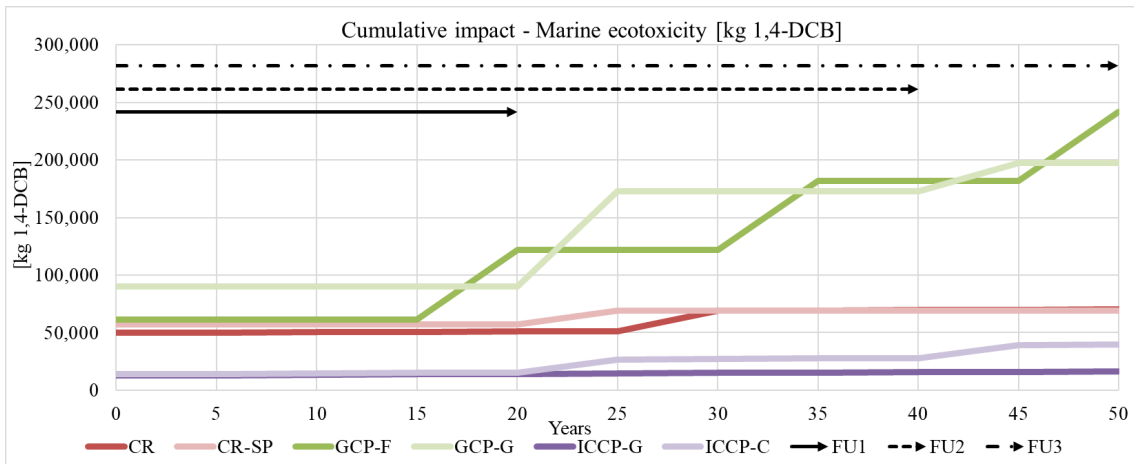 Cumulative impact - Marine ecotoxicity [kg 1,4-DCB]
300,000
250,000
200,000
150,000
100,000
50,000
0
[kg 1,4-DCB]
0 5 10 15 20 25 30 35 40 45 50
Years
CR CR-SP GCP-F GCP-G ICCP-G ICCP-C FU1 FU2 FU3